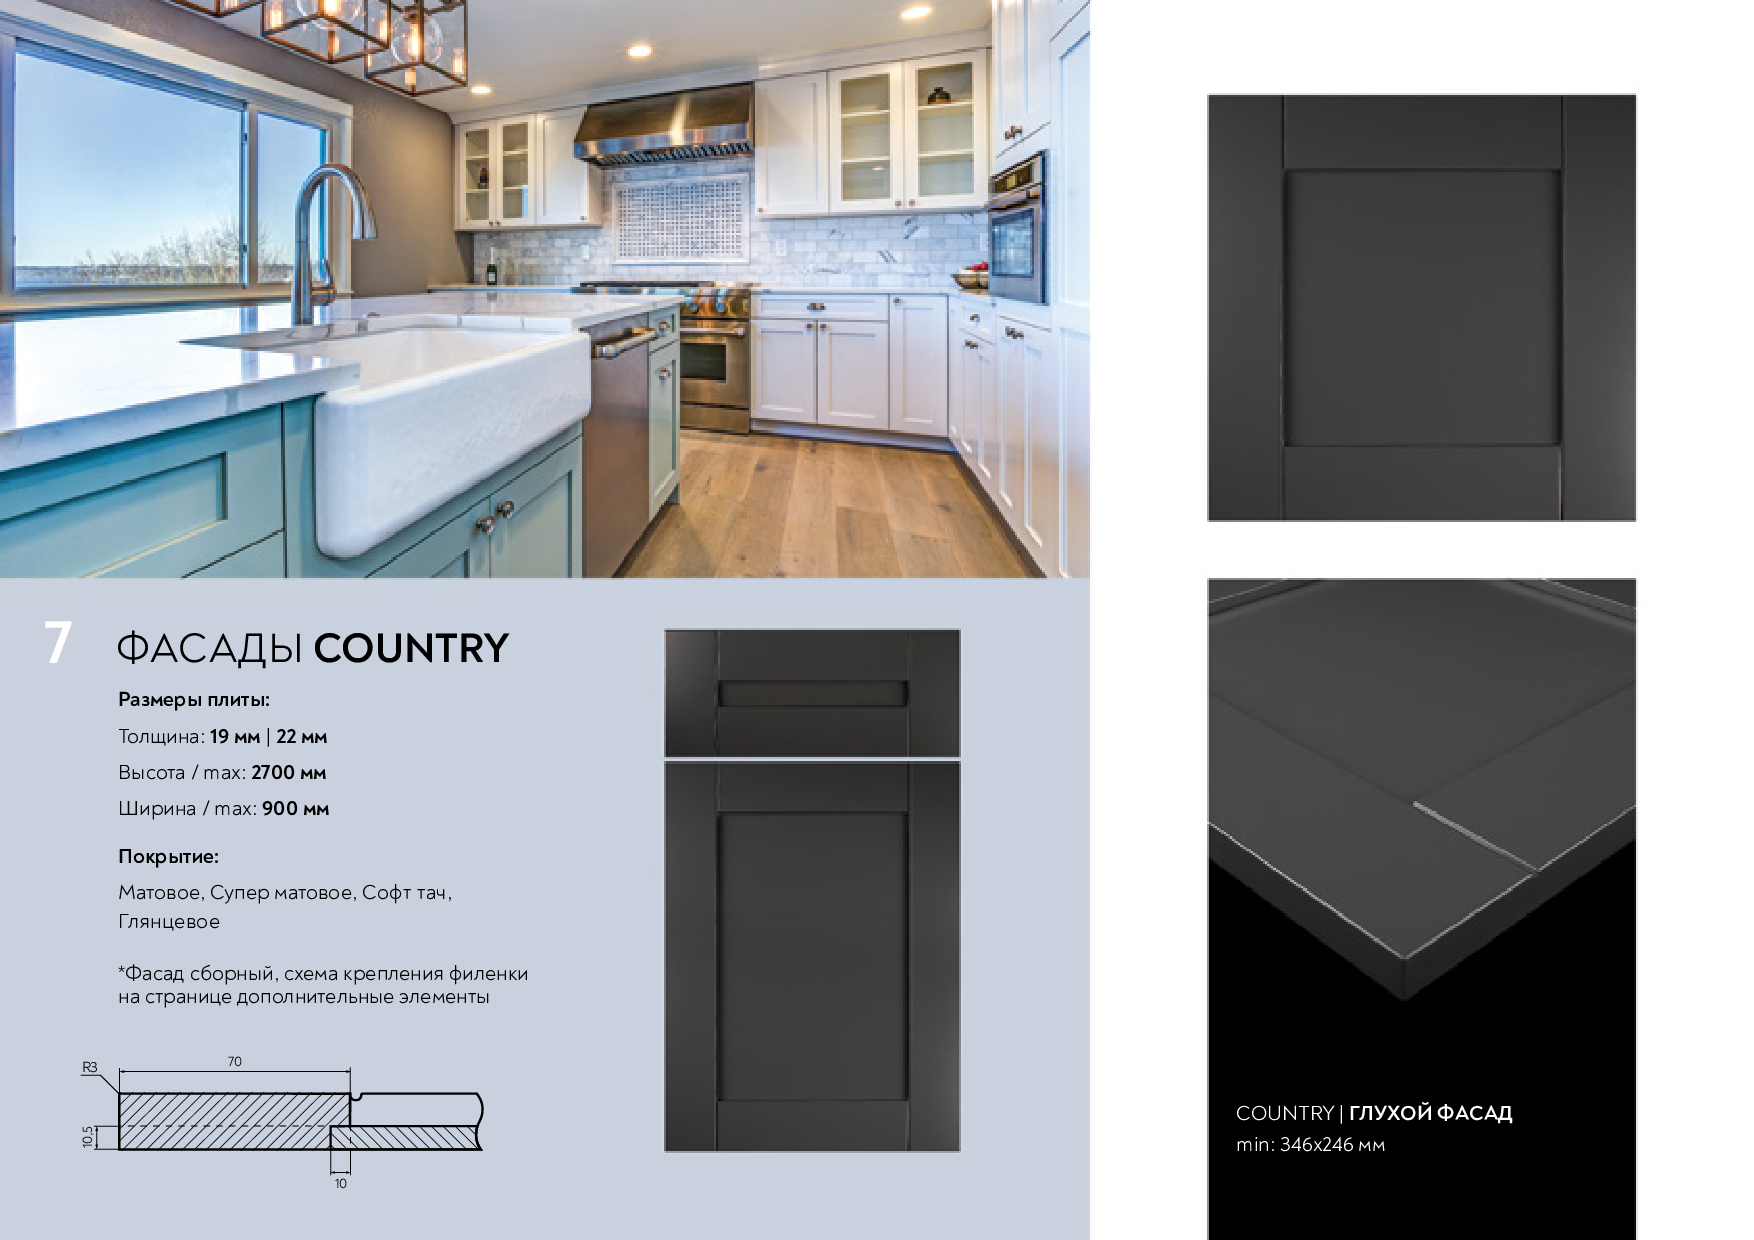 7 ФАСАДЫ COUNTRY
Размеры плиты:
Толщина: 19 мм | 22 мм
Высота / max: 2700 мм
Ширина / max: 900 мм
Покрытие:
Матовое, Супер матовое, Софт тач,
Глянцевое
*Фасад сборный, схема крепления филенки
на странице дополнительные элементы
R3
70
10,5
10
COUNTRY | ГЛУХОЙ ФАСАД
min: 346x246 мм